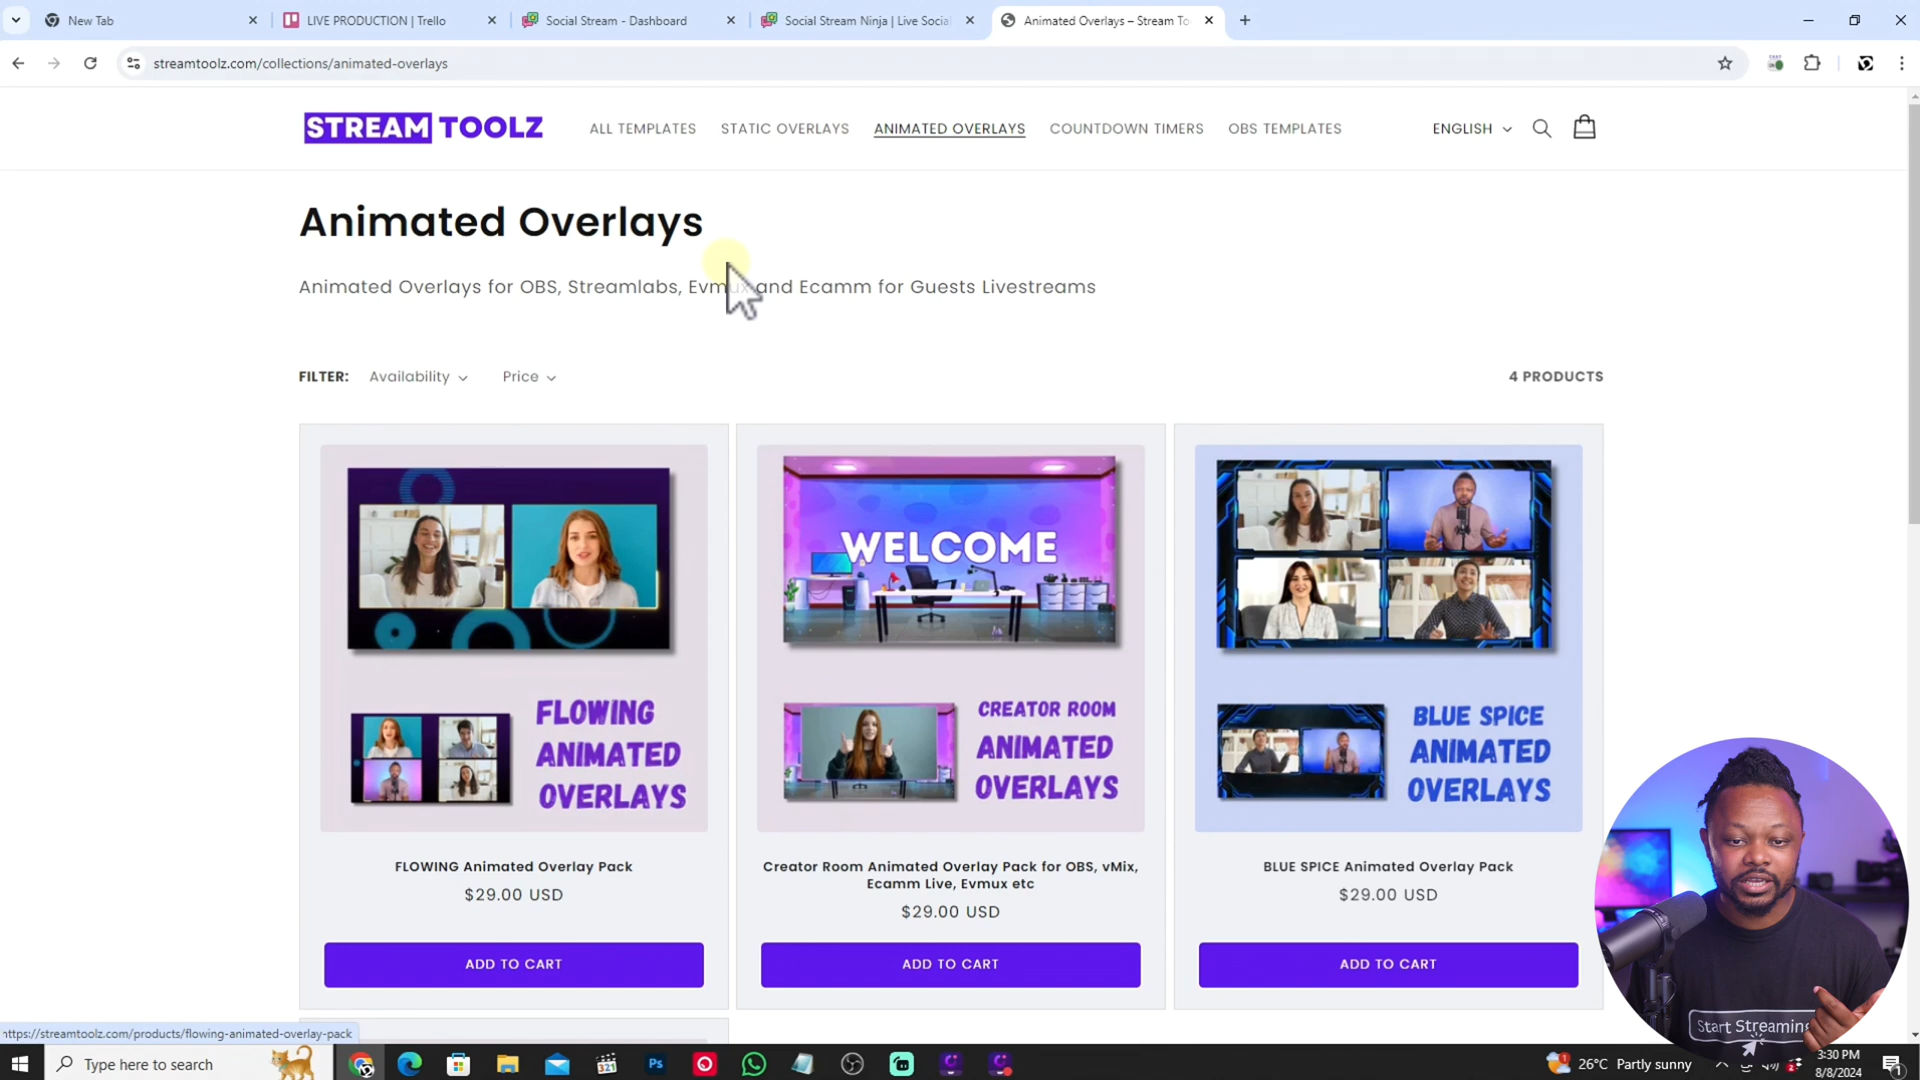 New Tab
LIVE PRODUCTION | Trello
Social Stream - Dashboard
Social Stream Ninja | Live Social
Animated Overlays – Stream To
streamtoolz.com/collections/animated-overlays
STREAM TOOLZ
ALL TEMPLATES
STATIC OVERLAYS
ANIMATED OVERLAYS
COUNTDOWN TIMERS
OBS TEMPLATES
ENGLISH
Animated Overlays
Animated Overlays for OBS, Streamlabs, Evmux and Ecamm for Guests Livestreams
FILTER:
Availability
Price
4 PRODUCTS
WELCOME
FLOWING
ANIMATED
OVERLAYS
CREATOR ROOM
ANIMATED
OVERLAYS
BLUE SPICE
ANIMATED
OVERLAYS
FLOWING Animated Overlay Pack
$29.00 USD
ADD TO CART
Creator Room Animated Overlay Pack for OBS, vMix,
Ecamm Live, Evmux etc
$29.00 USD
ADD TO CART
BLUE SPICE Animated Overlay Pack
$29.00 USD
ADD TO CART
Start Streaming
https://streamtoolz.com/products/flowing-animated-overlay-pack
Type here to search
321
Ps
26°C Partly sunny
3:30 PM
8/8/2024
1